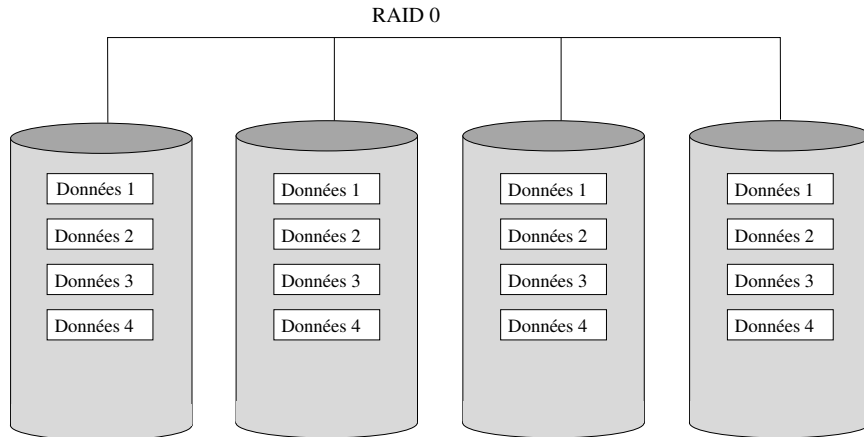 RAID 0
Données 1 Données 1 Données 1 Données 1
Données 2 Données 2 Données 2 Données 2
Données 3 Données 3 Données 3 Données 3
Données 4 Données 4 Données 4 Données 4